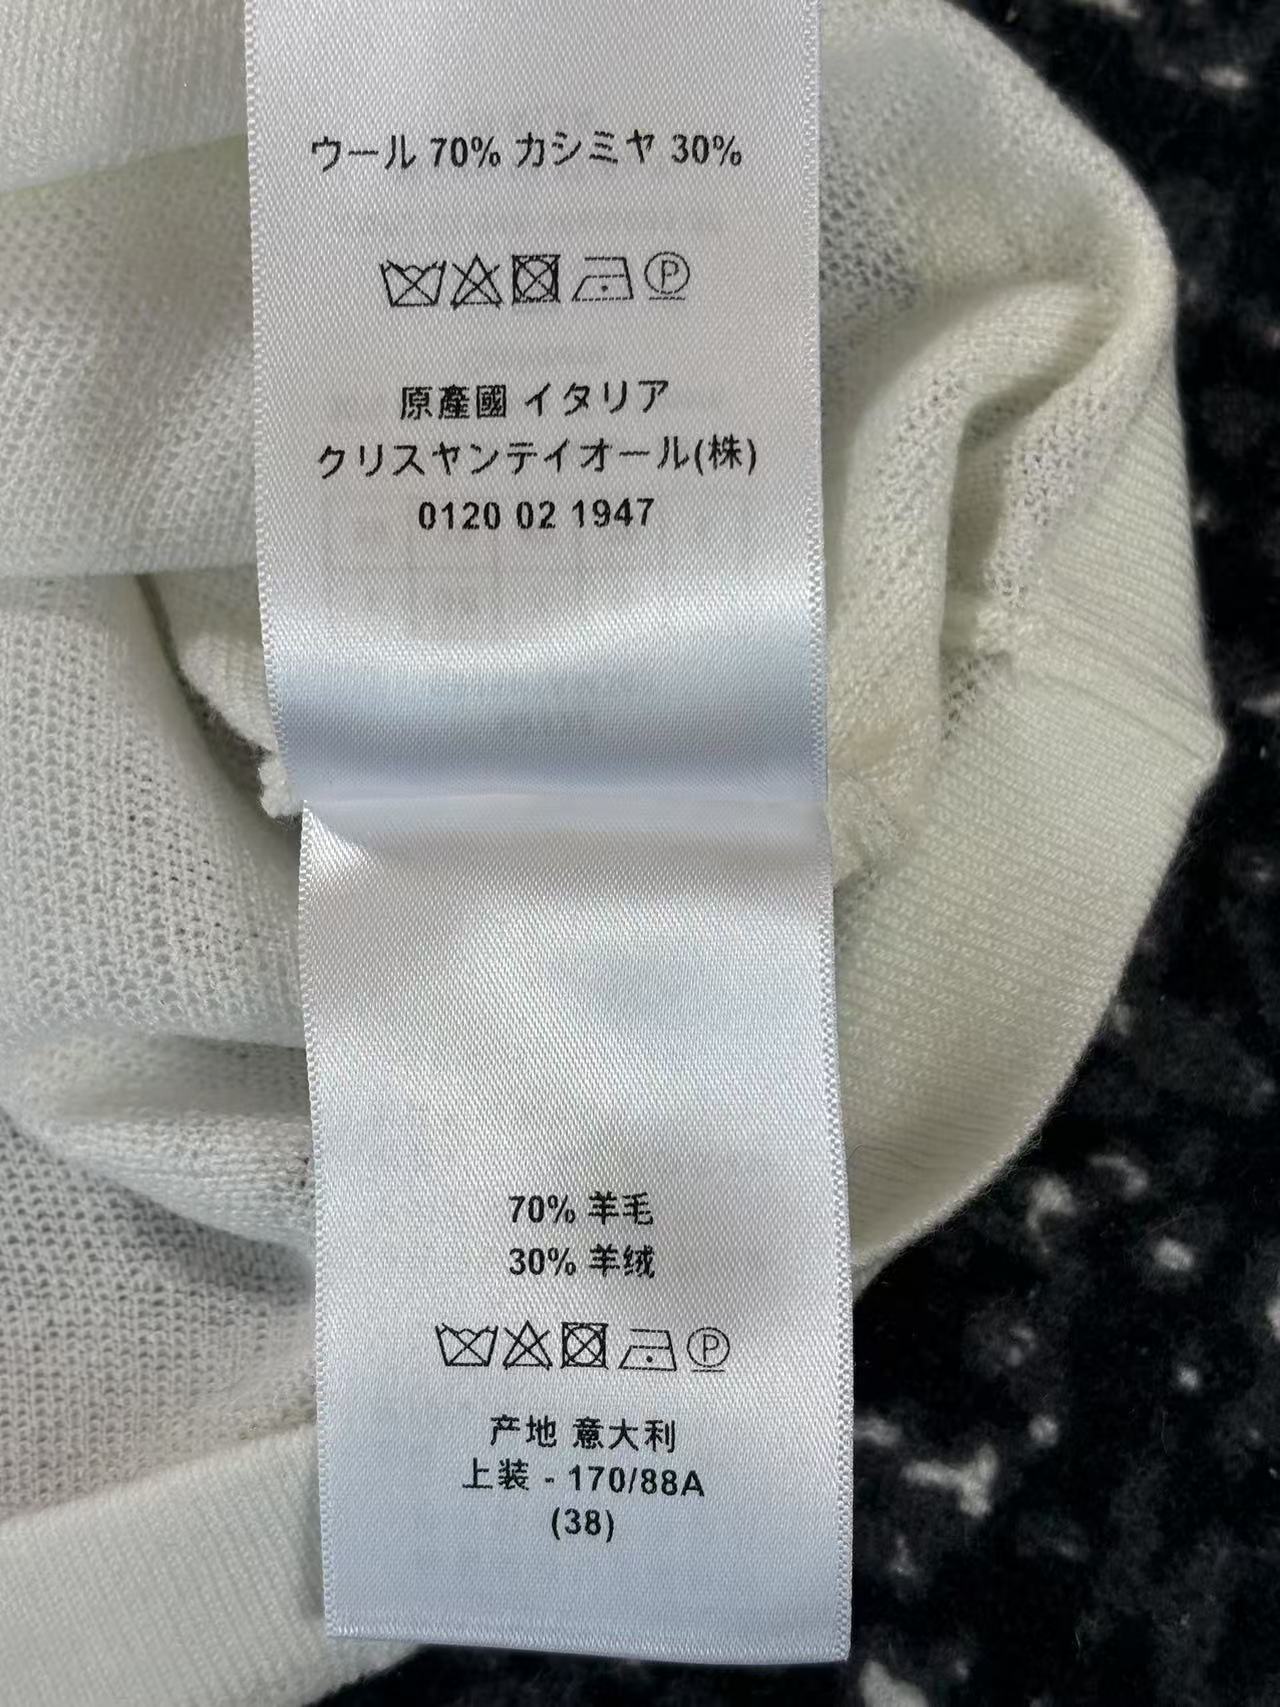 ウール 70% カシミヤ 30%
P
原產國 イタリア
クリスヤンテイオール(株)
0120 02 1947
70% 羊毛
30% 羊绒
P
产地 意大利
上装 - 170/88A
(38)